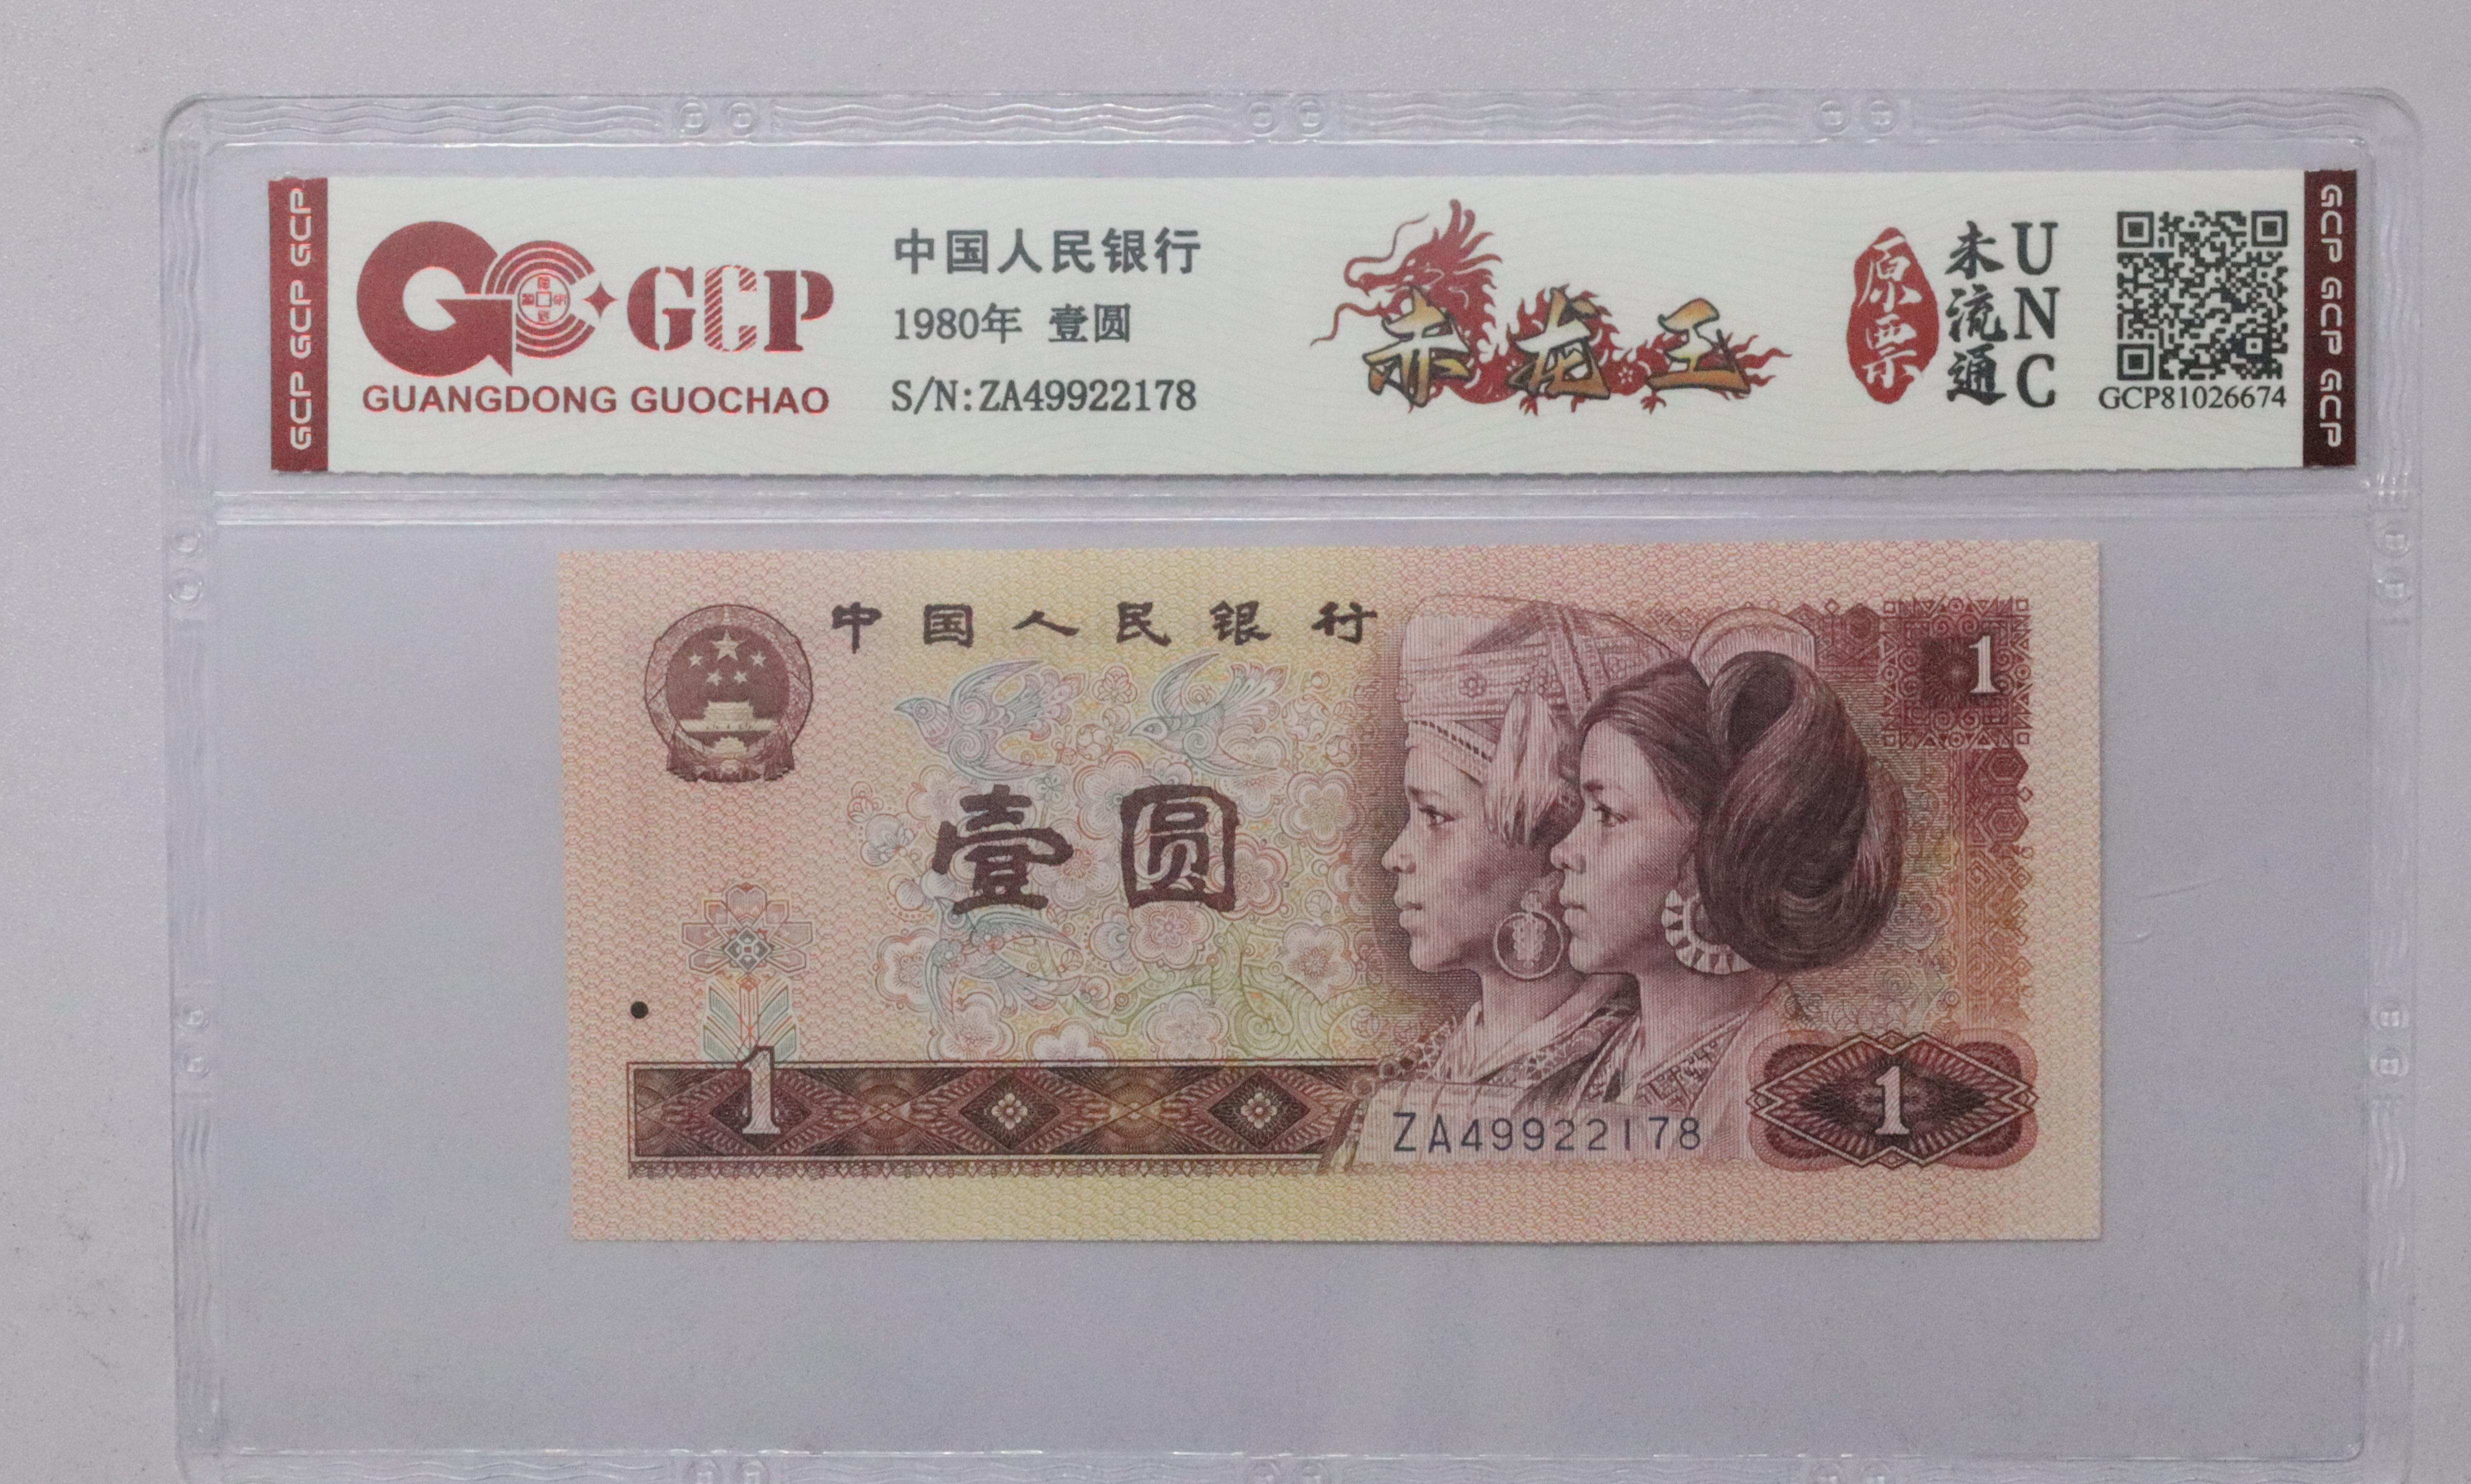 GCP GCP GCP
GCP
GUANGDONG GUOCHAO
中国人民银行
1980年 壹圆
S/N:ZA49922178
赤龙王
原票
未流通
UNC
GCP81026674
GCP GCP GCP
中国人民银行
1
壹圆
1
1
ZA49922178